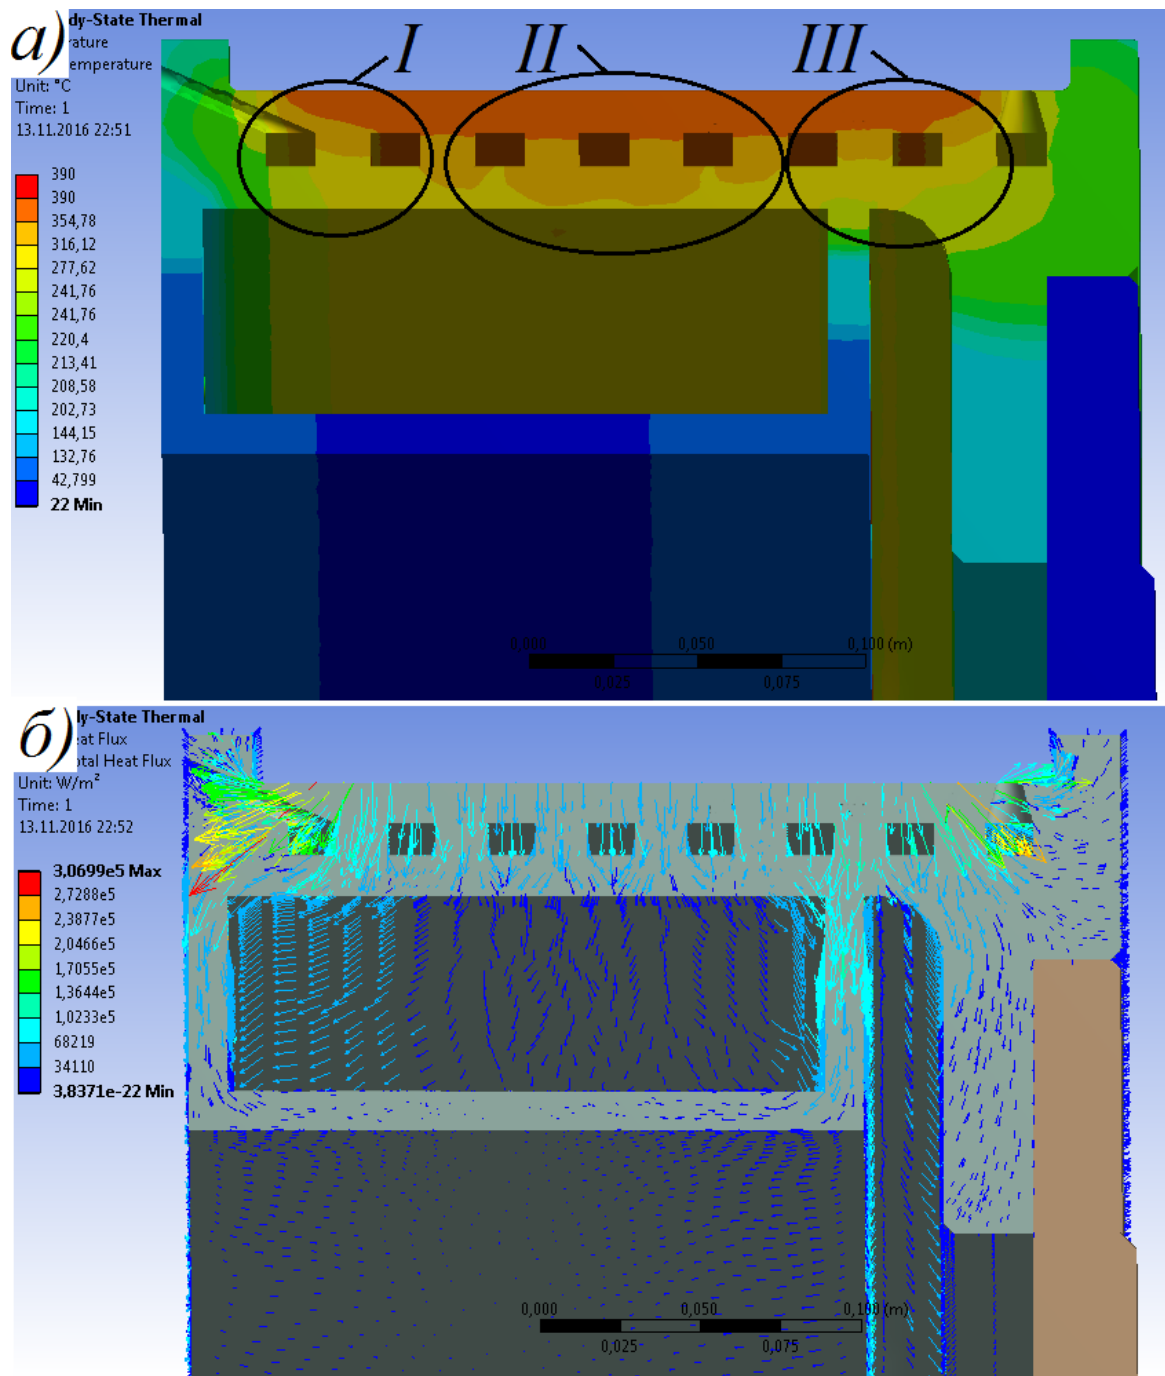 а)
dy-State Thermal
rature
emperature
Unit: °C
Time: 1
13.11.2016 22:51
I
II
III
390
390
354,78
316,12
277,62
241,76
241,76
220,4
213,41
208,58
202,73
144,15
132,76
42,799
22 Min
0,000
0,050
0,100 (m)
0,025
0,075
б)
dy-State Thermal
eat Flux
otal Heat Flux
Unit: W/m²
Time: 1
13.11.2016 22:52
3,0699e5 Max
2,7288e5
2,3877e5
2,0466e5
1,7055e5
1,3644e5
1,0233e5
68219
34110
3,8371e-22 Min
0,000
0,050
0,100 (m)
0,025
0,075